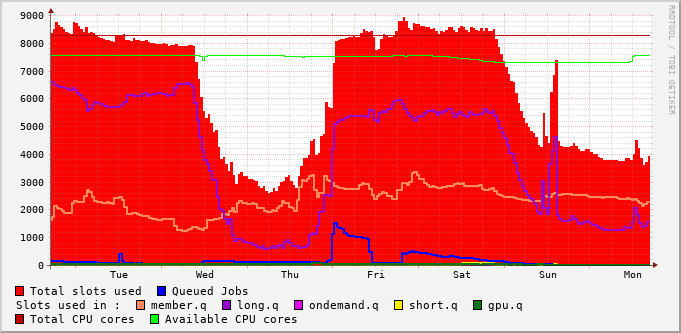 9000
8000
7000
6000
5000
4000
3000
2000
1000
0
Tue Wed Thu Fri Sat Sun Mon
RRDTOOL / TOBI OETIKER
Total slots used Queued Jobs
Slots used in : member.q long.q ondemand.q short.q gpu.q
Total CPU cores Available CPU cores